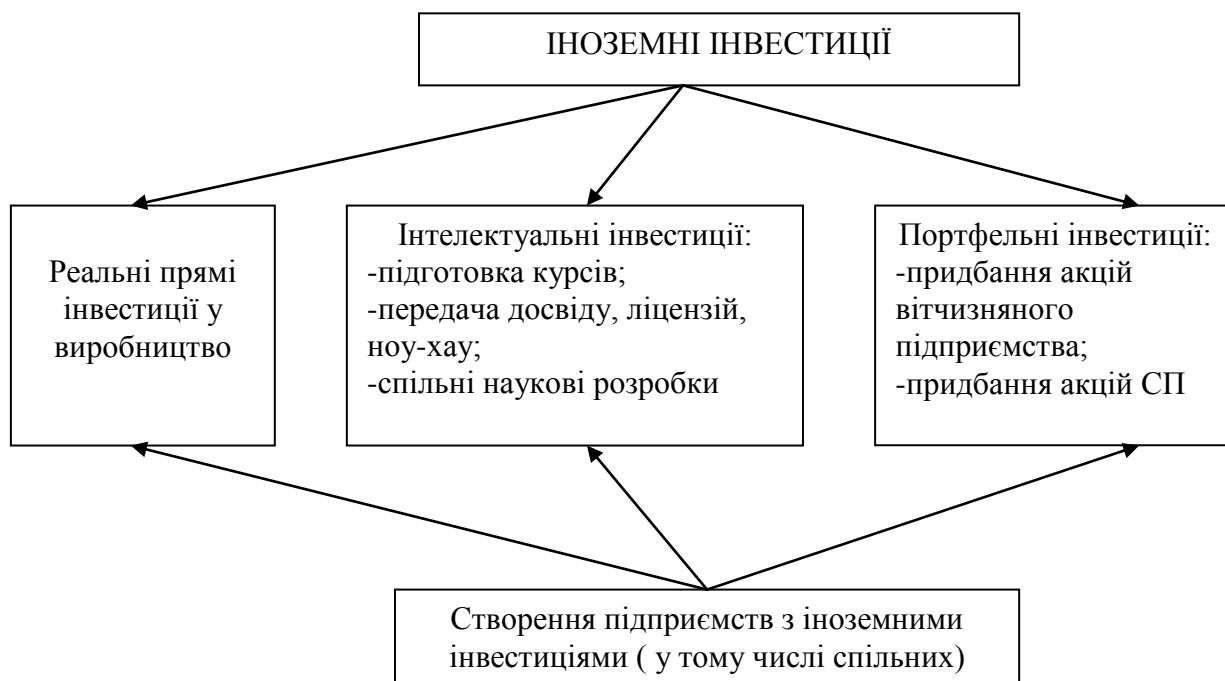 ІНОЗЕМНІ ІНВЕСТИЦІЇ
Реальні прямі
інвестиції у
виробництво
Інтелектуальні інвестиції:
-підготовка курсів;
-передача досвіду, ліцензій,
ноу-хау;
-спільні наукові розробки
Портфельні інвестиції:
-придбання акцій
вітчизняного
підприємства;
-придбання акцій СП
Створення підприємств з іноземними
інвестиціями ( у тому числі спільних)